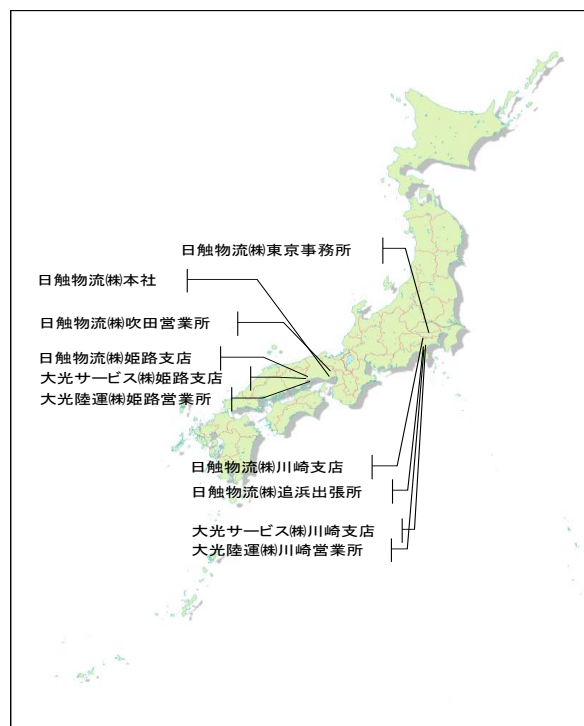 日触物流㈱東京事務所
日触物流㈱本社
日触物流㈱吹田営業所
日触物流㈱姫路支店
大光サービス㈱姫路支店
大光陸運㈱姫路営業所
日触物流㈱川崎支店
日触物流㈱追浜出張所
大光サービス㈱川崎支店
大光陸運㈱川崎営業所